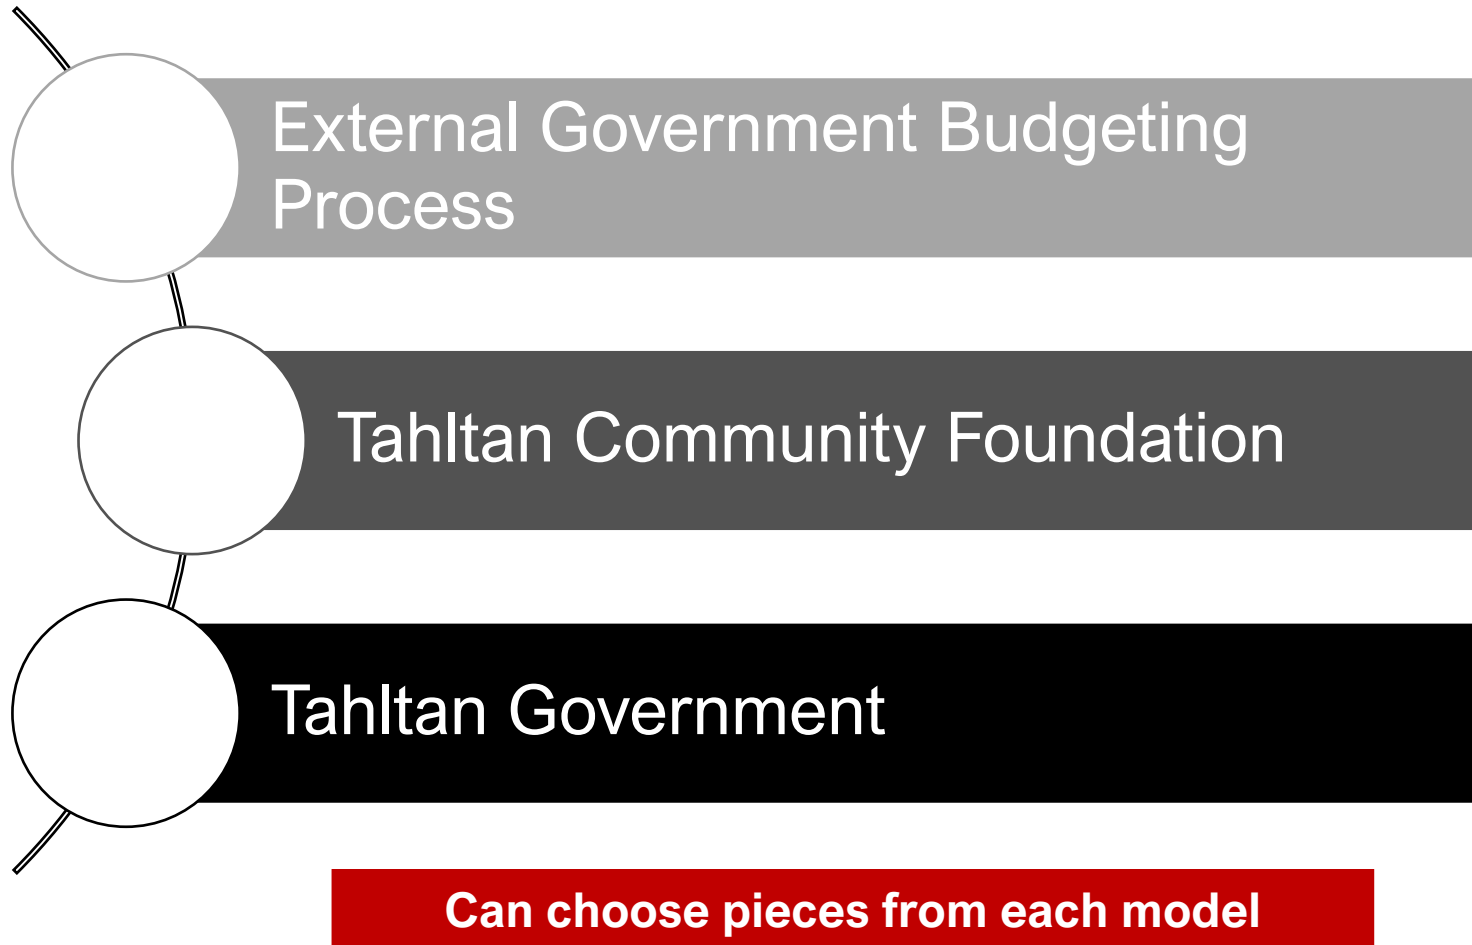 External Government Budgeting
Process
Tahltan Community Foundation
Tahltan Government
Can choose pieces from each model